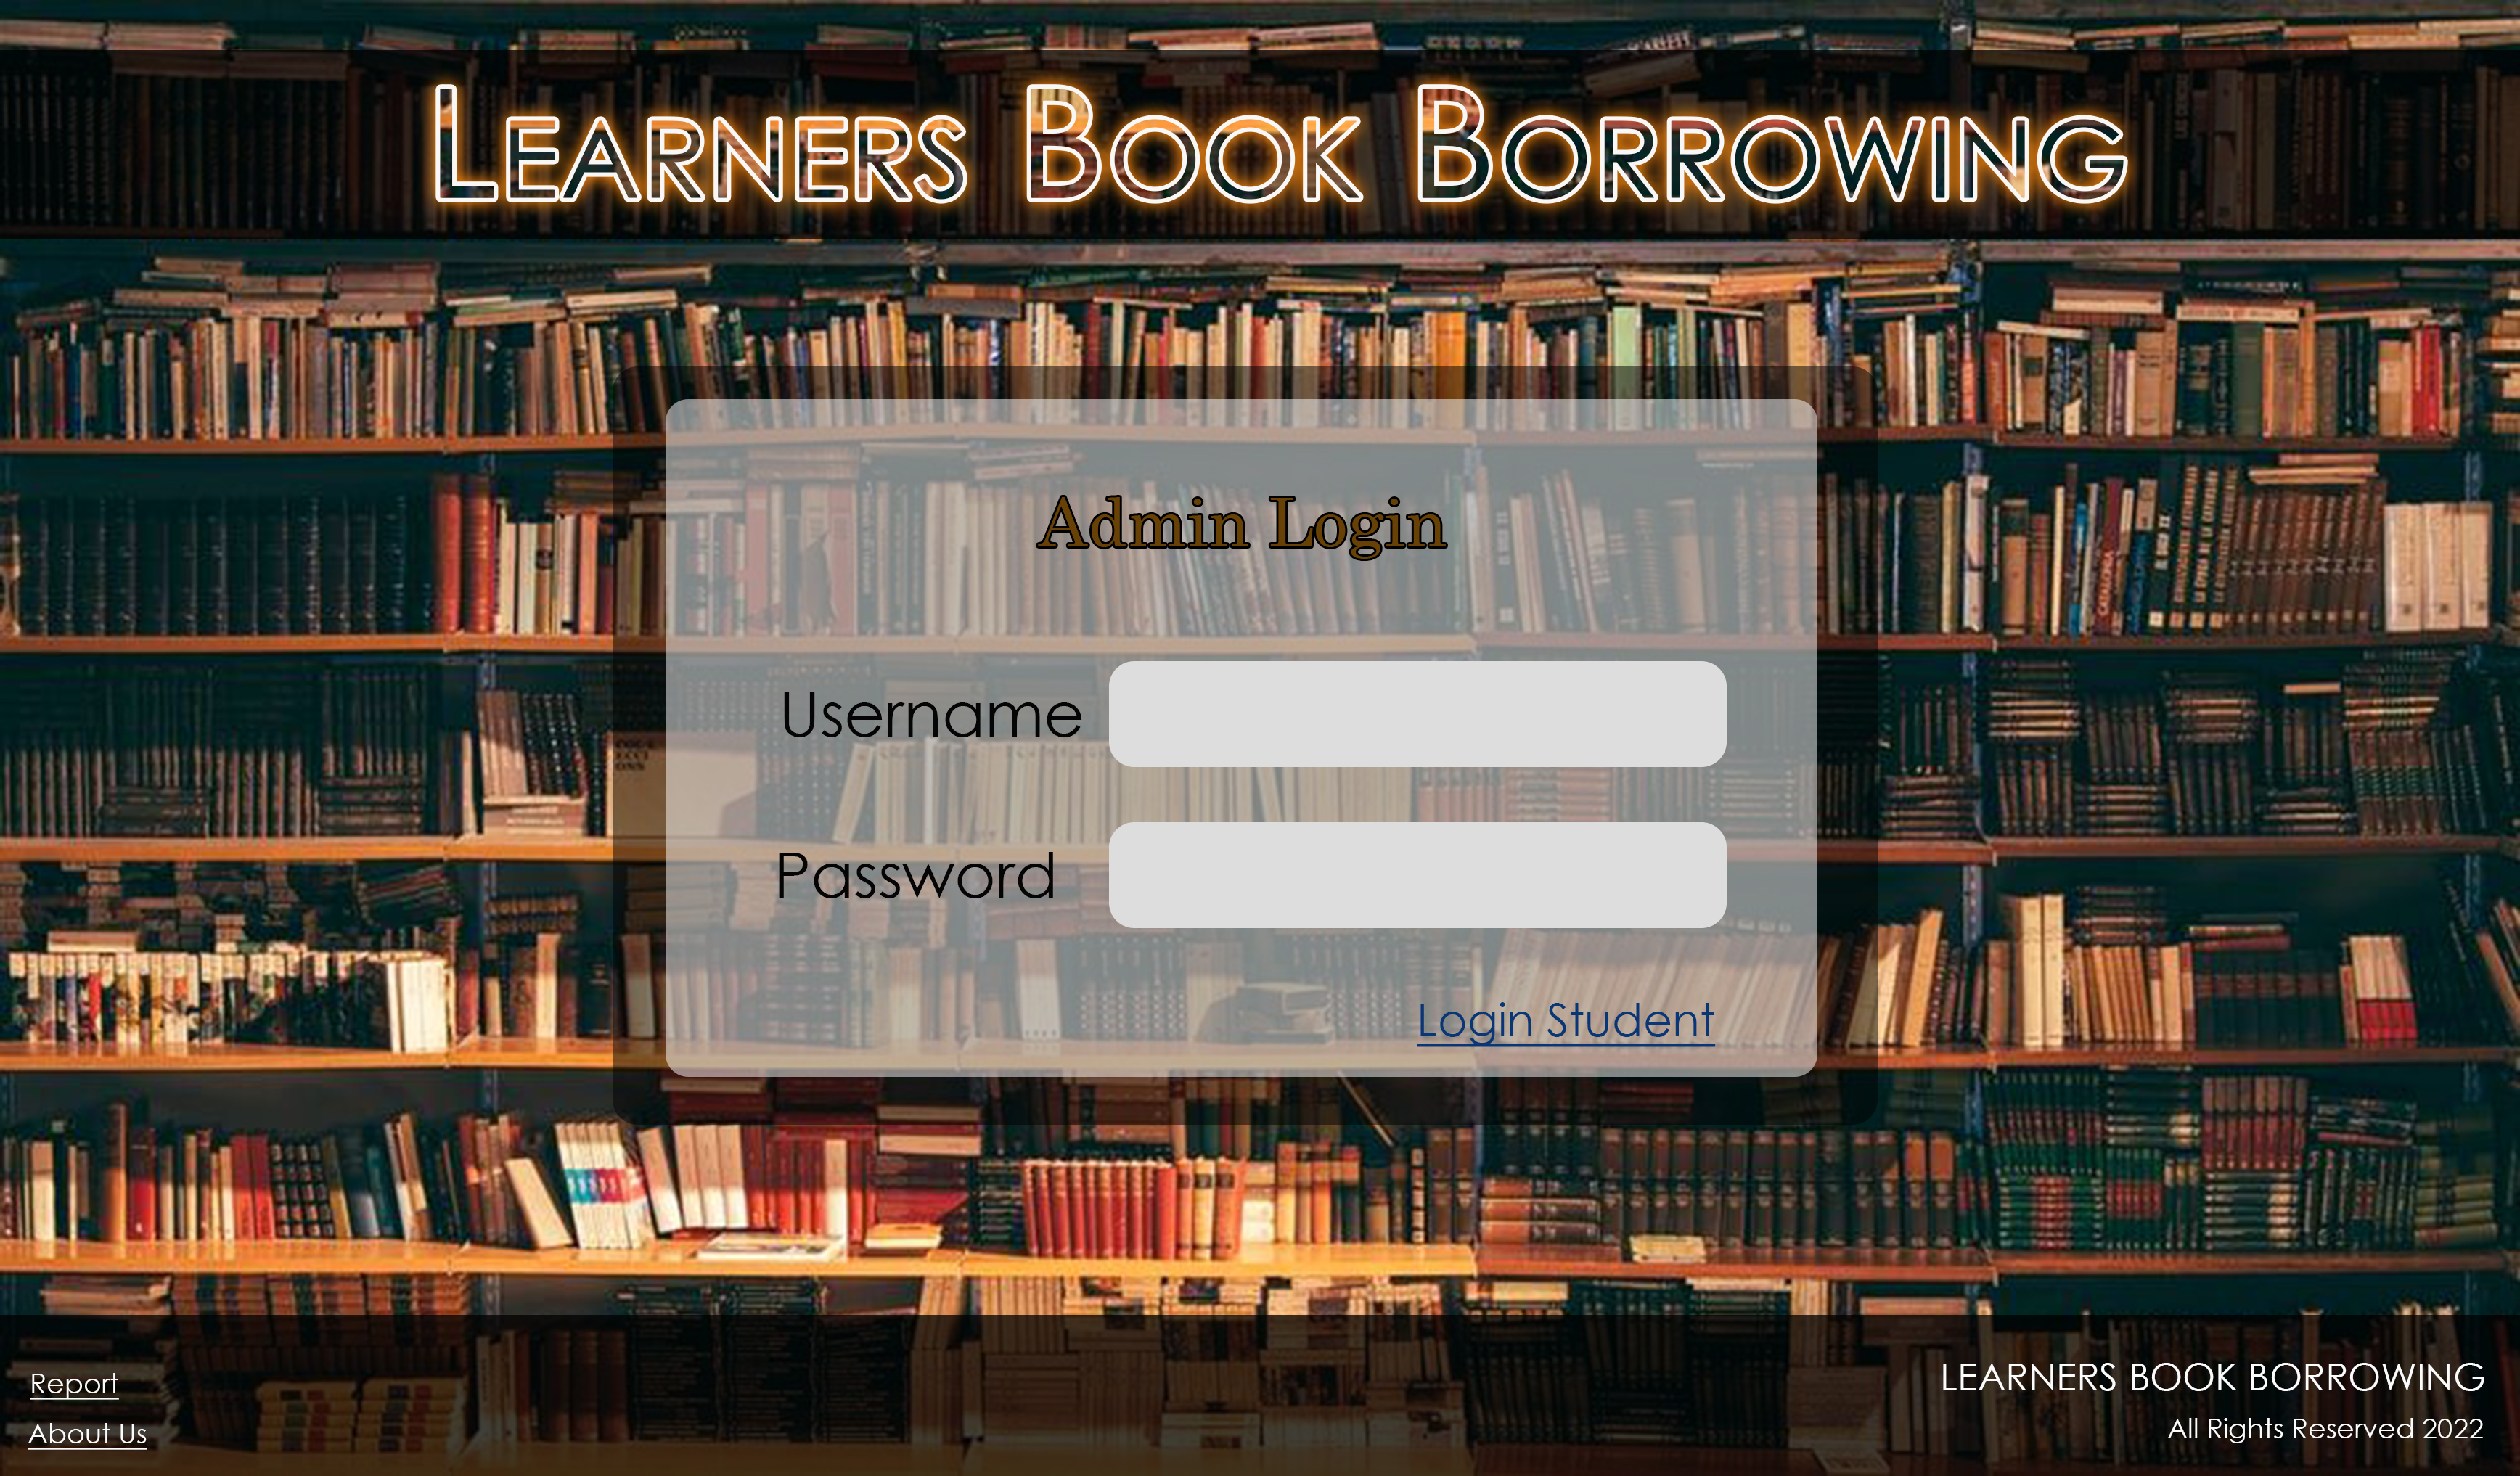 Learners Book Borrowing
Admin Login
Username
Password
Login Student
Report
About Us
LEARNERS BOOK BORROWING
All Rights Reserved 2022